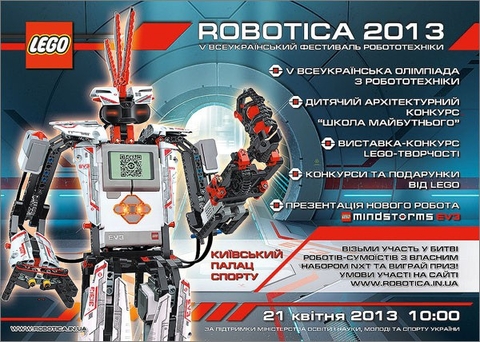 LEGO
ROBOTICA 2013
V ВСЕУКРАЇНСЬКИЙ ФЕСТИВАЛЬ РОБОТОТЕХНІКИ
V ВСЕУКРАЇНСЬКА ОЛІМПІАДА
З РОБОТОТЕХНІКИ
ДИТЯЧИЙ АРХІТЕКТУРНИЙ
КОНКУРС
"ШКОЛА МАЙБУТНЬОГО"
ВИСТАВКА-КОНКУРС
LEGO-ТВОРЧОСТІ
КОНКУРСИ ТА ПОДАРУНКИ
ВІД LEGO
ПРЕЗЕНТАЦІЯ НОВОГО РОБОТА
LEGO MINDSTORMS EV3
EV3
КИЇВСЬКИЙ
ПАЛАЦ
СПОРТУ
ВІЗЬМИ УЧАСТЬ У БИТВІ
РОБОТІВ-СУМОЇСТІВ З ВЛАСНИМ
НАБОРОМ NXT ТА ВИГРАЙ ПРИЗ!
УМОВИ УЧАСТІ НА САЙТІ
WWW.ROBOTICA.IN.UA
21 квітня 2013 10:00
WWW.ROBOTICA.IN.UA
ЗА ПІДТРИМКИ МІНІСТЕРСТВА ОСВІТИ І НАУКИ, МОЛОДІ ТА СПОРТУ УКРАЇНИ